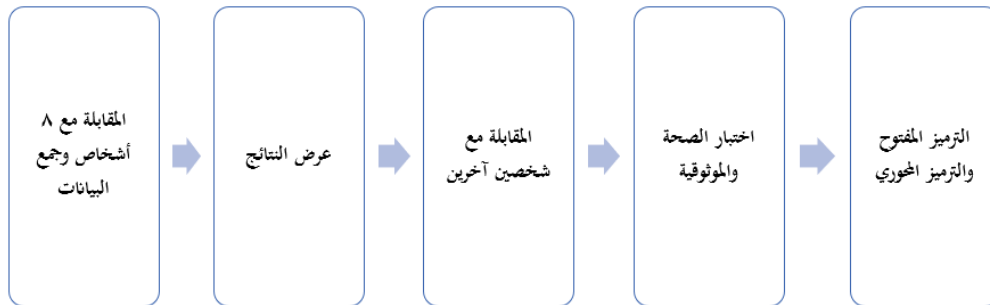 المقابلة مع ٨
أشخاص وجمع
البيانات
عرض النتائج
المقابلة مع
شخصين آخرين
اختبار الصحة
والموثوقية
الترميز المفتوح
والترميز المحوري